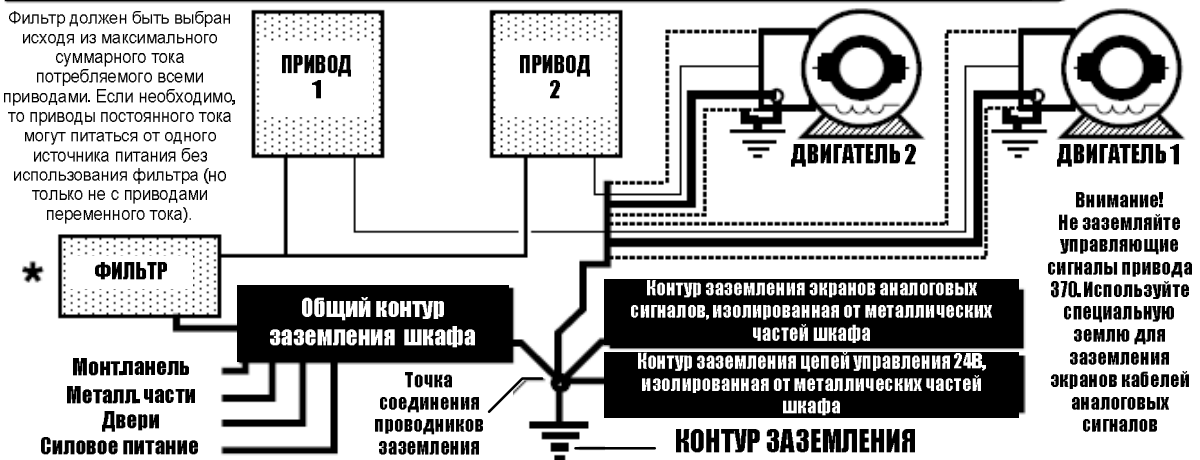 Фильтр должен быть выбран
исходя из максимального
суммарного тока
потребляемого всеми
приводами. Если необходимо,
то приводы постоянного тока
могут питаться от одного
источника питания без
использования фильтра (но
только не с приводами
переменного тока).
ПРИВОД
1
ПРИВОД
2
ДВИГАТЕЛЬ 2
ДВИГАТЕЛЬ 1
* ФИЛЬТР
Общий контур
заземления шкафа
Монт.панель
Металл. части
Двери
Силовое питание
Точка
соединения
проводников
заземления
Контур заземления экранов аналоговых
сигналов, изолированная от металлических
частей шкафа
Контур заземления цепей управления 24В,
изолированная от металлических частей
шкафа
КОНТУР ЗАЗЕМЛЕНИЯ
Внимание!
Не заземляйте
управляющие
сигналы привода
370. Используйте
специальную
землю для
заземления
экранов кабелей
аналоговых
сигналов